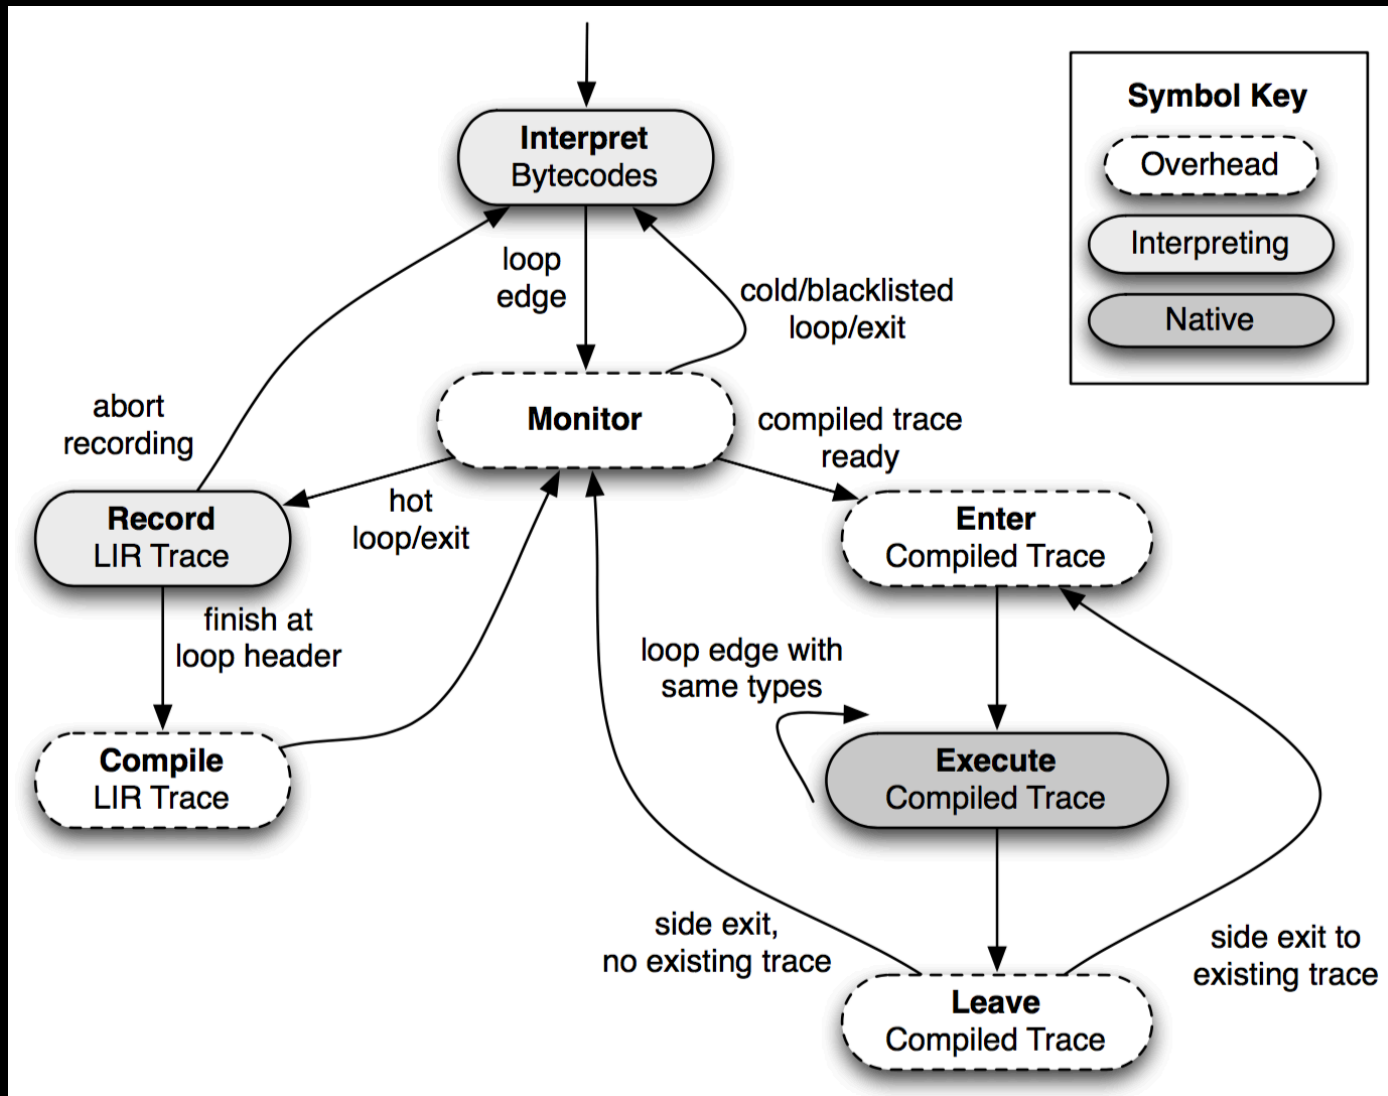 Symbol Key
Overhead
Interpreting
Native
Interpret
Bytecodes
loop
edge
cold/blacklisted
loop/exit
Monitor
abort
recording
compiled trace
ready
hot
loop/exit
Record
LIR Trace
Enter
Compiled Trace
finish at
loop header
loop edge with
same types
Compile
LIR Trace
Execute
Compiled Trace
side exit,
no existing trace
side exit to
existing trace
Leave
Compiled Trace